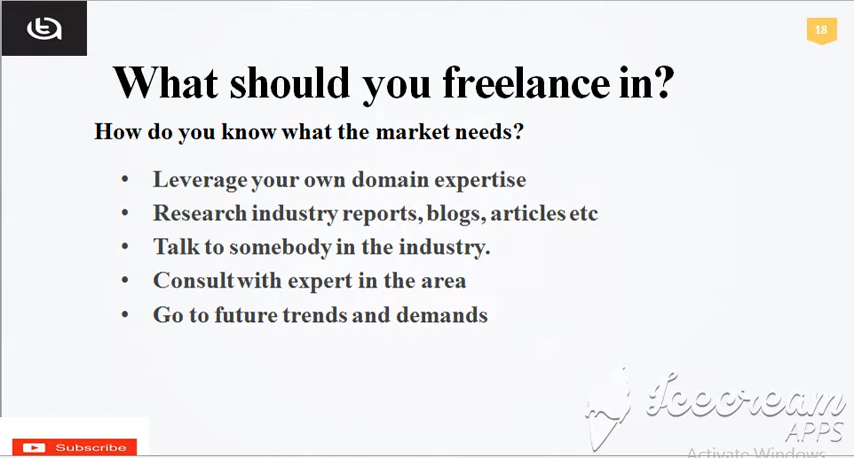 18
What should you freelance in?
How do you know what the market needs?
• Leverage your own domain expertise
• Research industry reports, blogs, articles etc
• Talk to somebody in the industry.
• Consult with expert in the area
• Go to future trends and demands
Icecream
APPS
Activate Windows
Subscribe